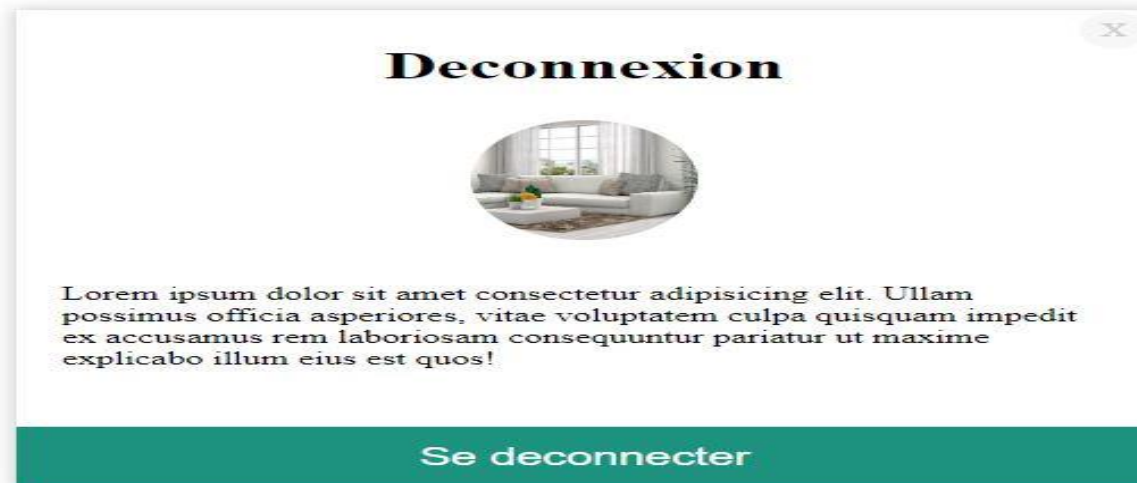 x
Deconnexion
Lorem ipsum dolor sit amet consectetur adipisicing elit. Ullam
possimus officia asperiores, vitae voluptatem culpa quisquam impedit
ex accusamus rem laboriosam consequuntur pariatur ut maxime
explicabo illum eius est quos!
Se deconnecter